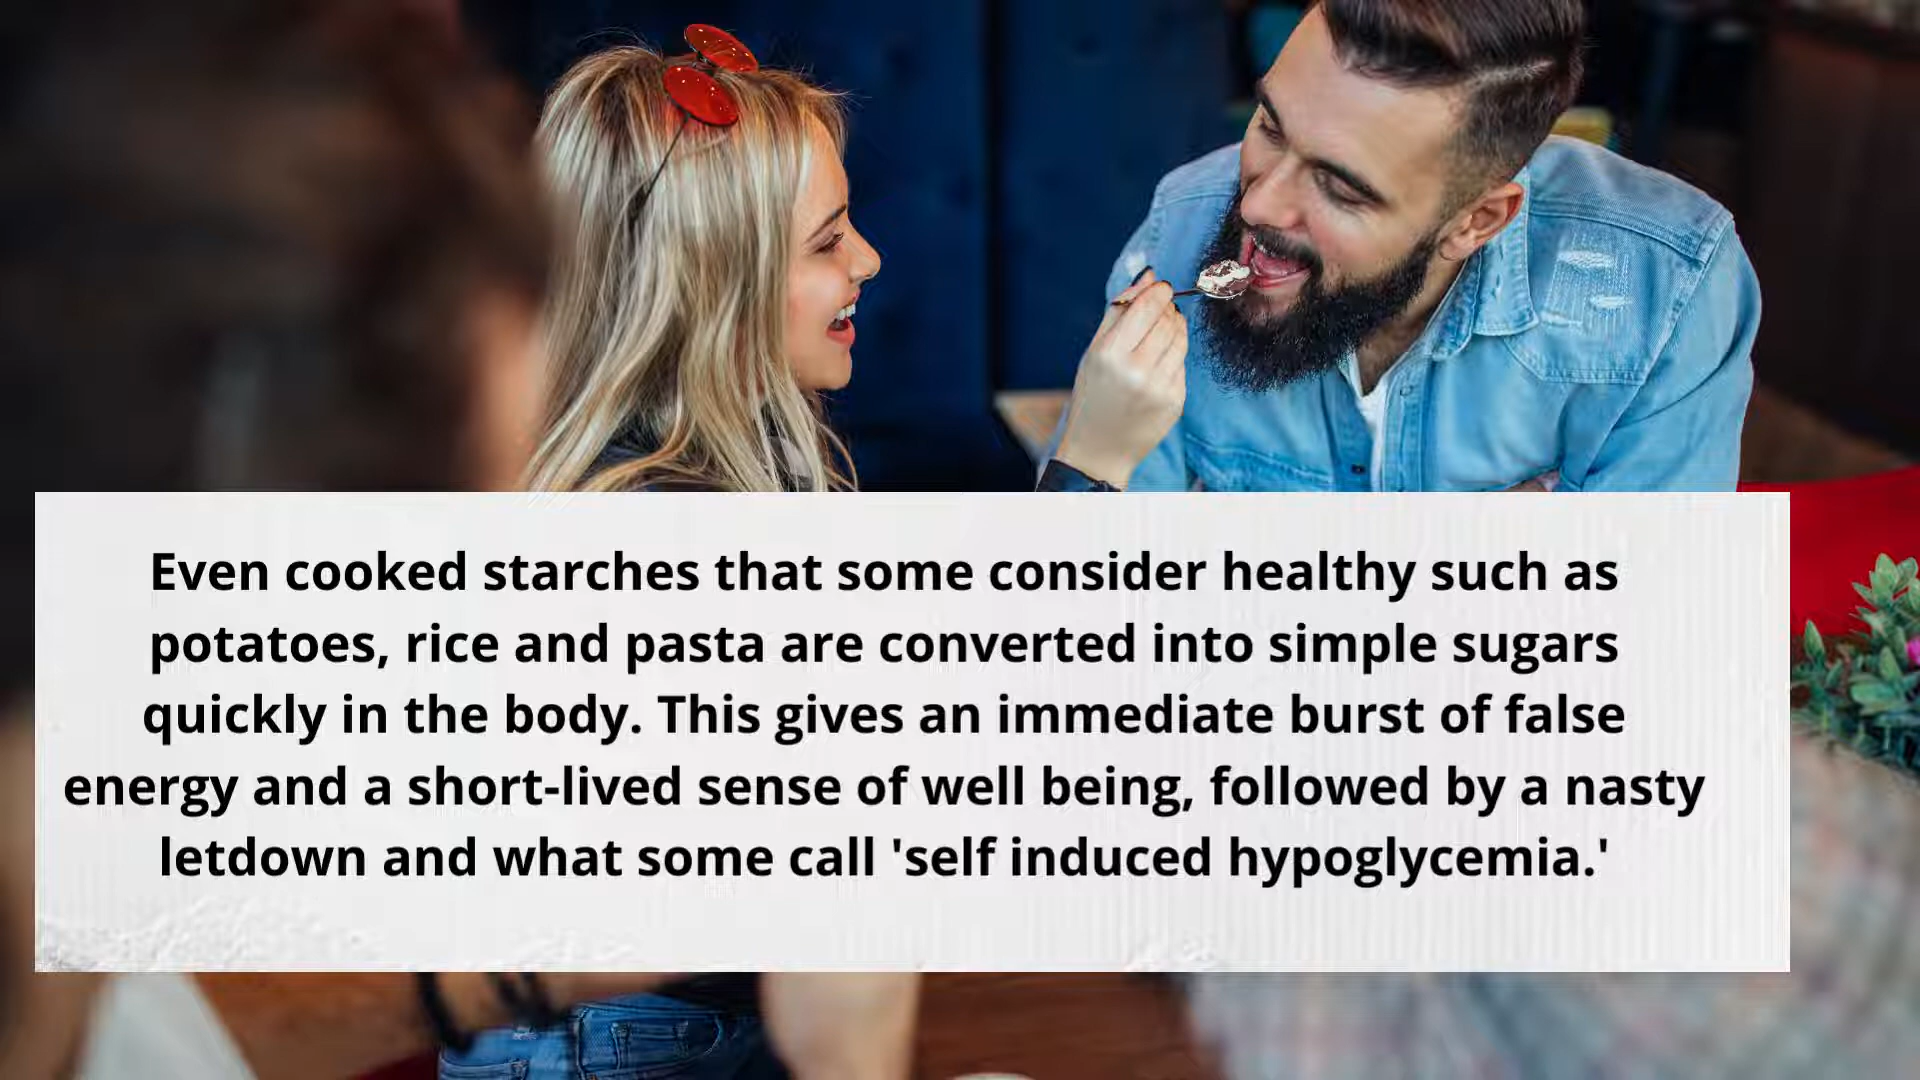 Even cooked starches that some consider healthy such as
potatoes, rice and pasta are converted into simple sugars
quickly in the body. This gives an immediate burst of false
energy and a short-lived sense of well being, followed by a nasty
letdown and what some call 'self induced hypoglycemia.'